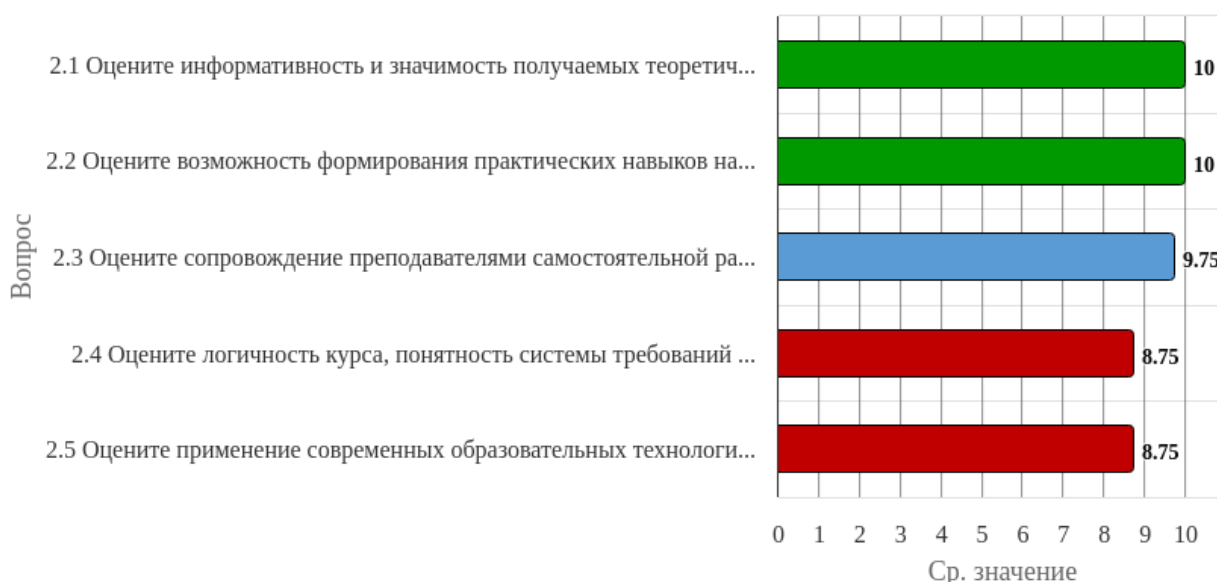 2.1 Оцените информативность и значимость получаемых теоретич...
10
2.2 Оцените возможность формирования практических навыков на...
10
Вопрос
2.3 Оцените сопровождение преподавателями самостоятельной ра...
9.75
2.4 Оцените логичность курса, понятность системы требований ...
8.75
2.5 Оцените применение современных образовательных технологи...
8.75
0 1 2 3 4 5 6 7 8 9 10
Ср. значение